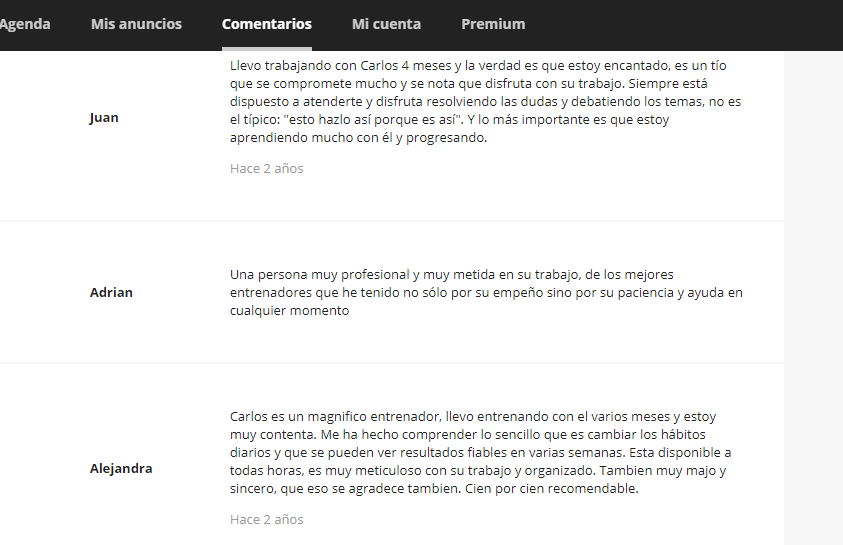 Agenda Mis anuncios Comentarios Mi cuenta Premium
Llevo trabajando con Carlos 4 meses y la verdad es que estoy encantado, es un tío
que se compromete mucho y se nota que disfruta con su trabajo. Siempre está
dispuesto a atenderte y disfruta resolviendo las dudas y debatiendo los temas, no es
el típico: "esto hazlo así porque es así". Y lo más importante es que estoy
aprendiendo mucho con él y progresando.
Juan
Hace 2 años
Una persona muy profesional y muy metida en su trabajo, de los mejores
entrenadores que he tenido no sólo por su empeño sino por su paciencia y ayuda en
cualquier momento
Adrian
Carlos es un magnifico entrenador, llevo entrenando con el varios meses y estoy
muy contenta. Me ha hecho comprender lo sencillo que es cambiar los hábitos
diarios y que se pueden ver resultados fiables en varias semanas. Esta disponible a
todas horas, es muy meticuloso con su trabajo y organizado. Tambien muy majo y
sincero, que eso se agradece tambien. Cien por cien recomendable.
Alejandra
Hace 2 años